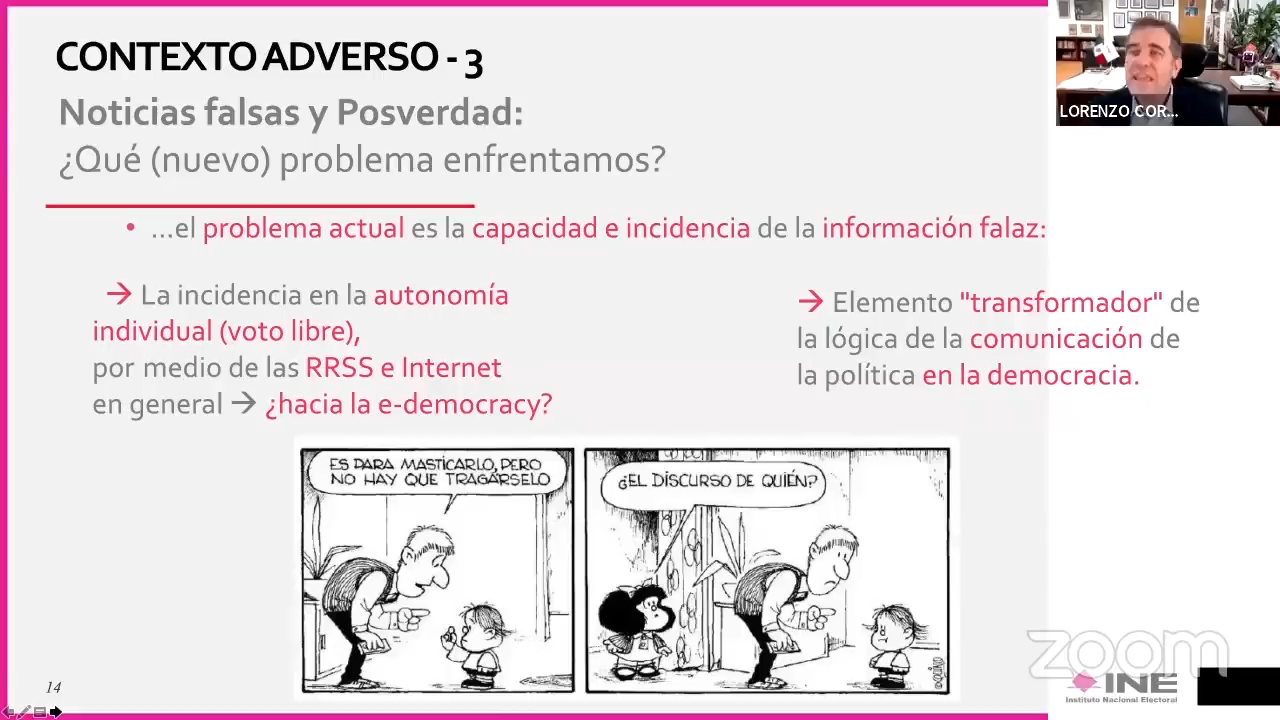 CONTEXTO ADVERSO - 3
Noticias falsas y Posverdad:
¿Qué (nuevo) problema enfrentamos?
• ...el problema actual es la capacidad e incidencia de la información falaz:
→ La incidencia en la autonomía
individual (voto libre),
por medio de las RRSS e Internet
en general → ¿hacia la e-democracy?
→ Elemento "transformador" de
la lógica de la comunicación de
la política en la democracia.
ES PARA MASTICARLO, PERO
NO HAY QUE TRAGÁRSELO
¿EL DISCURSO DE QUIÉN?
LORENZO COR...
14
zoom
INE
Instituto Nacional Electoral